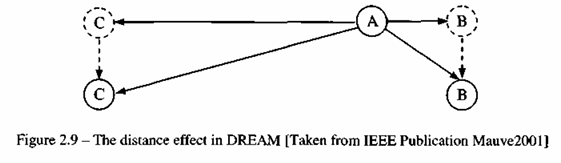 C A B
C B
Figure 2.9 – The distance effect in DREAM [Taken from IEEE Publication Mauve2001]